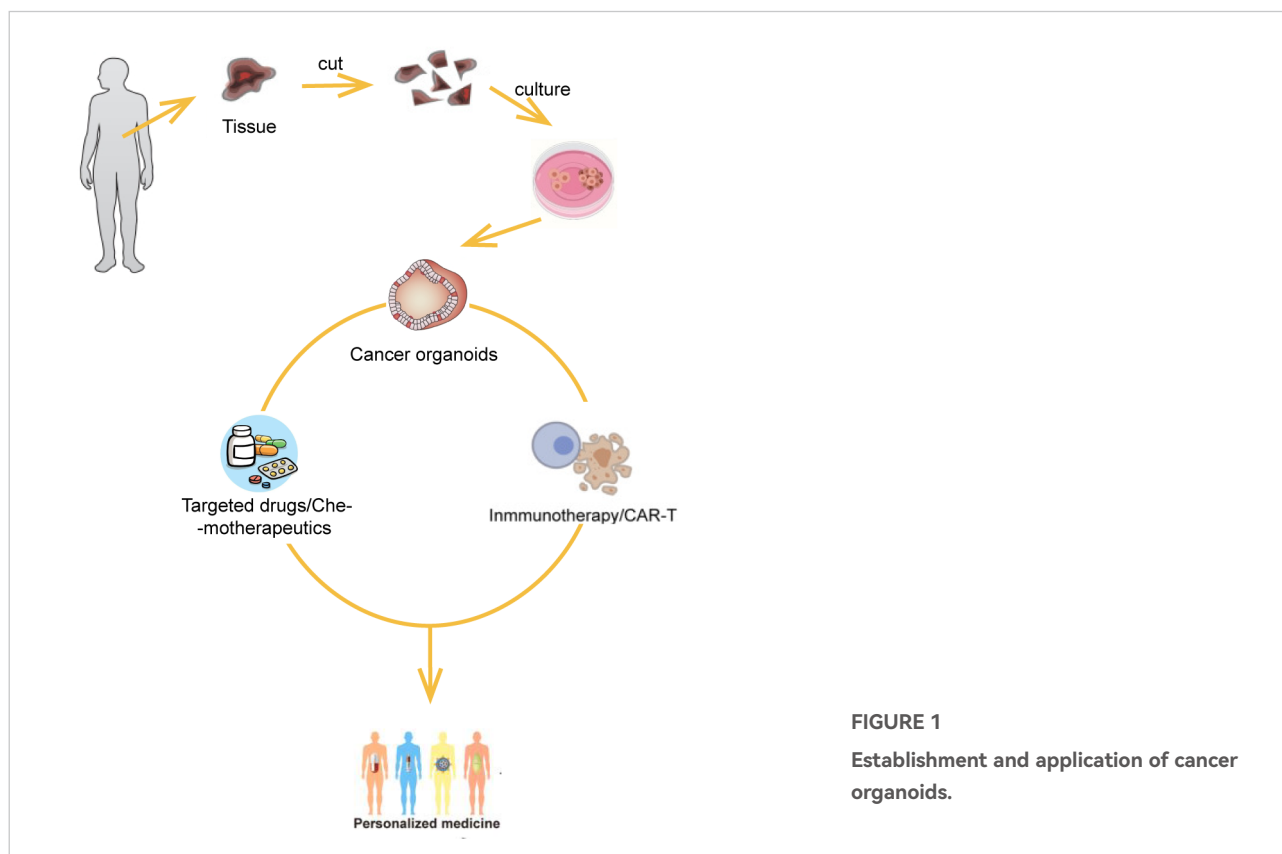 cut
culture
Tissue
Cancer organoids
Targeted drugs/Che-
-motherapeutics
Inmmunotherapy/CAR-T
Personalized medicine
FIGURE 1
Establishment and application of cancer
organoids.